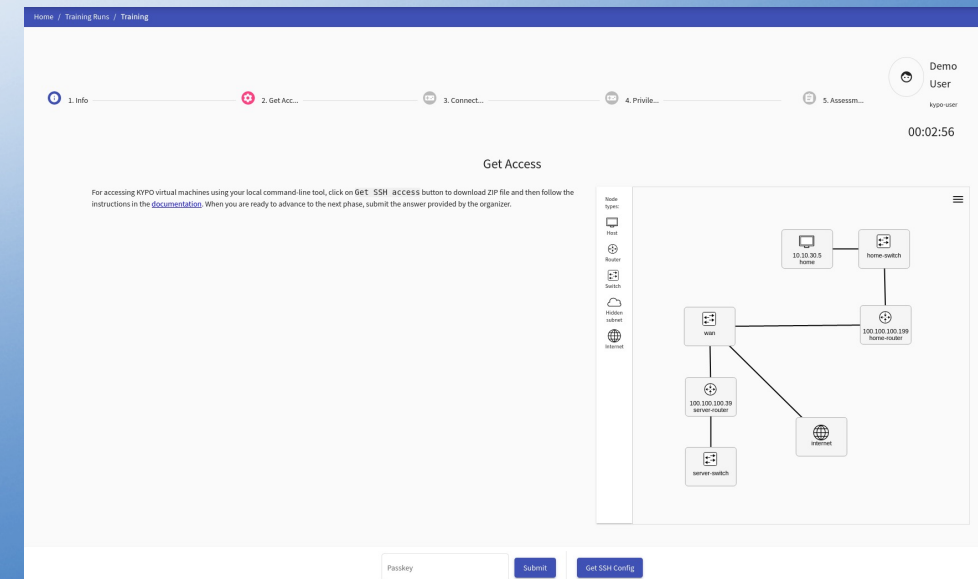 Home / Training Runs / Training
Demo
User
kypo-user
1. Info
2. Get Acc...
3. Connect...
4. Privile...
5. Assessm...
00:02:56
Get Access
For accessing KYPO virtual machines using your local command-line tool, click on Get SSH access button to download ZIP file and then follow the
instructions in the documentation. When you are ready to advance to the next phase, submit the answer provided by the organizer.
Node
types:
Host
Router
Switch
Hidden
subnet
Internet
10.10.30.5
home
home-switch
wan
100.100.100.199
home-router
100.100.100.39
server-router
internet
server-switch
Passkey
Submit
Get SSH Config